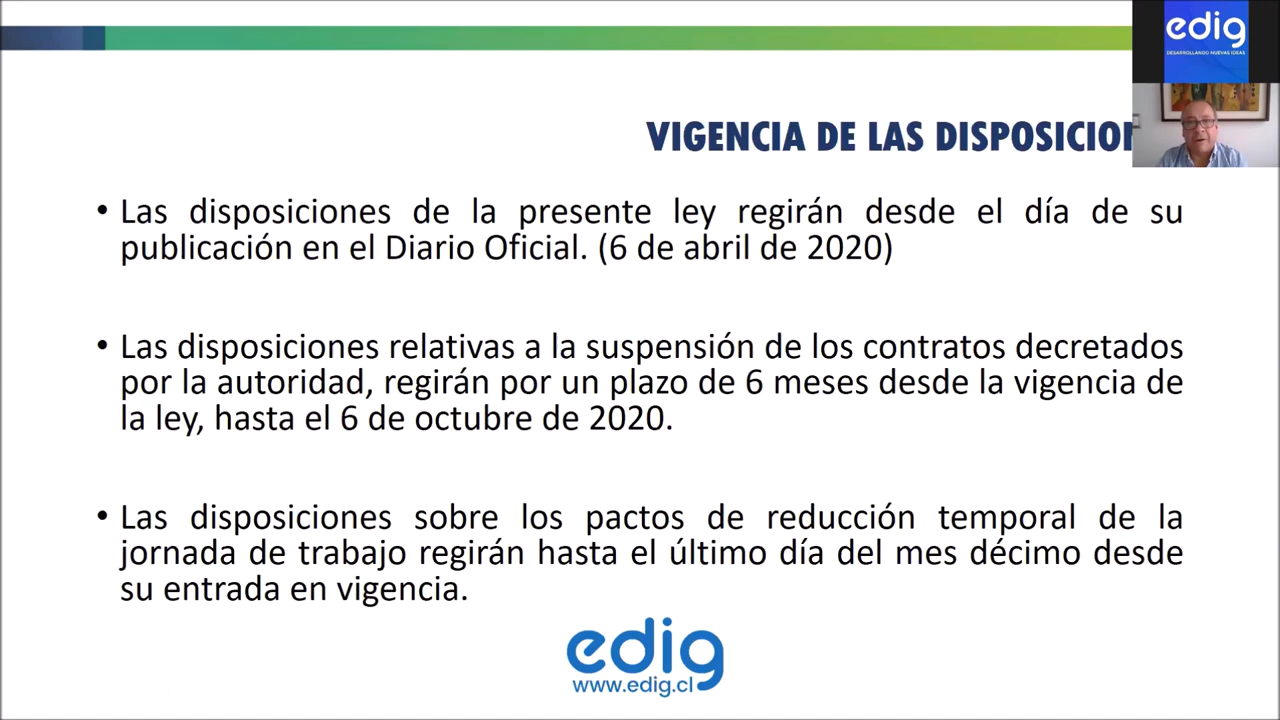 edig
DESARROLLANDO NUEVAS IDEAS
VIGENCIA DE LAS DISPOSICION
• Las disposiciones de la presente ley regirán desde el día de su
publicación en el Diario Oficial. (6 de abril de 2020)
• Las disposiciones relativas a la suspensión de los contratos decretados
por la autoridad, regirán por un plazo de 6 meses desde la vigencia de
la ley, hasta el 6 de octubre de 2020.
• Las disposiciones sobre los pactos de reducción temporal de la
jornada de trabajo regirán hasta el último día del mes décimo desde
su entrada en vigencia.
edig
www.edig.cl